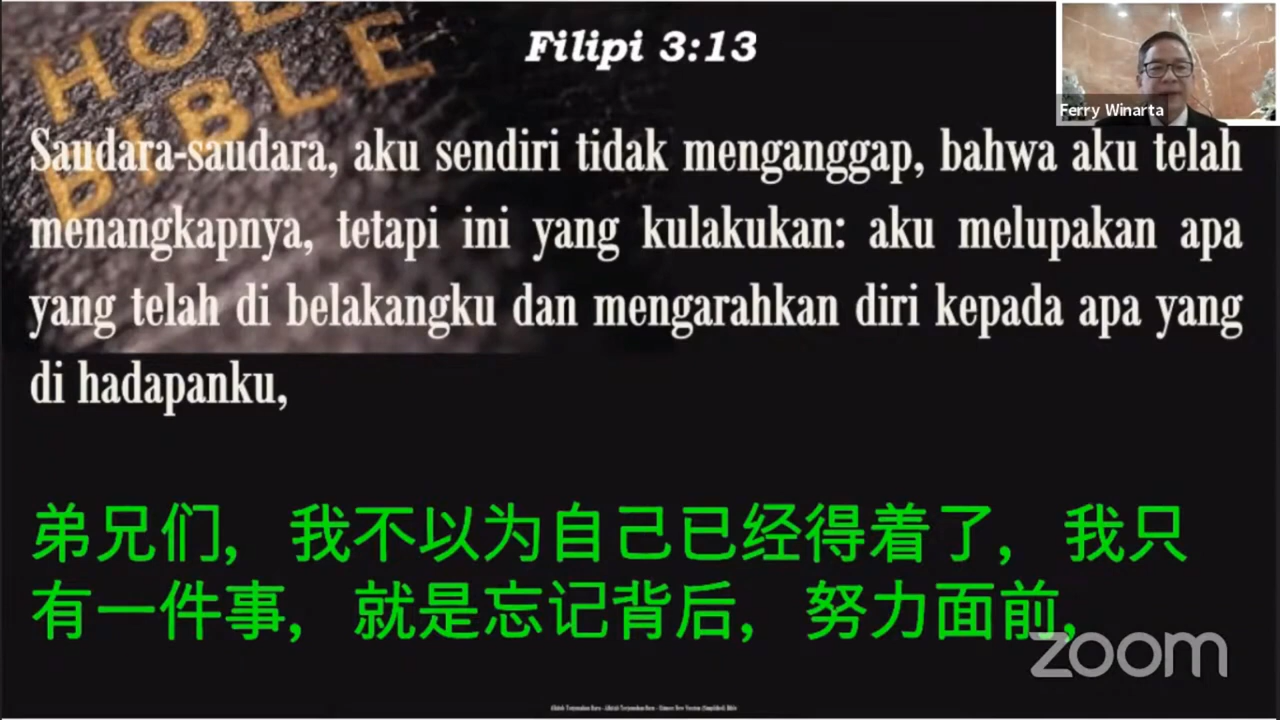 HOLY
BIBLE
Filipi 3:13
Ferry Winarta
Saudara-saudara, aku sendiri tidak menganggap, bahwa aku telah
menangkapnya, tetapi ini yang kulakukan: aku melupakan apa
yang telah di belakangku dan mengarahkan diri kepada apa yang
di hadapanku,
弟兄们，我不以为自己已经得着了，我只
有一件事，就是忘记背后，努力面前，
zoom